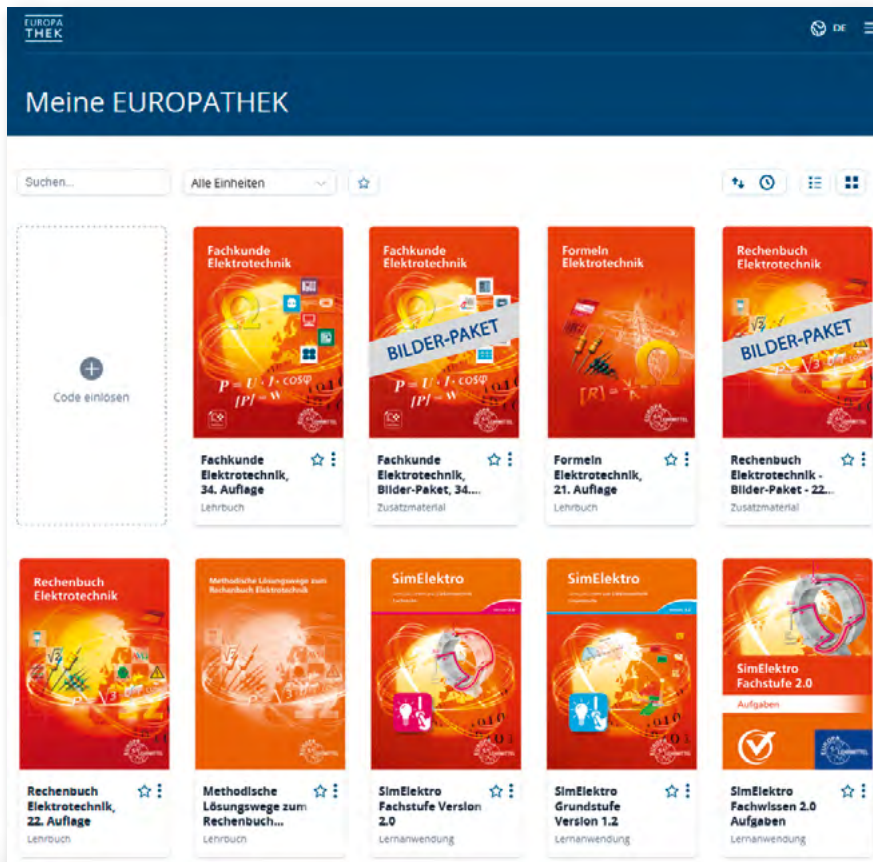 EUROPA
THEK
DE
Meine EUROPATHEK
Suchen...
Alle Einheiten
Code einlösen
Fachkunde
Elektrotechnik
P = U · I · cosφ
[P] = W
Fachkunde
Elektrotechnik,
34. Auflage
Lehrbuch
Fachkunde
Elektrotechnik
BILDER-PAKET
P = U · I · cosφ
[P] = W
Fachkunde
Elektrotechnik,
Bilder-Paket, 34....
Zusatzmaterial
Formeln
Elektrotechnik
Formeln
Elektrotechnik,
21. Auflage
Lehrbuch
Rechenbuch
Elektrotechnik
BILDER-PAKET
Rechenbuch
Elektrotechnik -
Bilder-Paket - 22...
Zusatzmaterial
Rechenbuch
Elektrotechnik
Rechenbuch
Elektrotechnik,
22. Auflage
Lehrbuch
Methodische Lösungswege zum
Rechenbuch Elektrotechnik
Methodische
Lösungswege zum
Rechenbuch...
Lehrbuch
SimElektro
SimElektro
Fachstufe Version
2.0
Lernanwendung
SimElektro
SimElektro
Grundstufe
Version 1.2
Lernanwendung
SimElektro
Fachstufe 2.0
Aufgaben
SimElektro
Fachwissen 2.0
Aufgaben
Lernanwendung